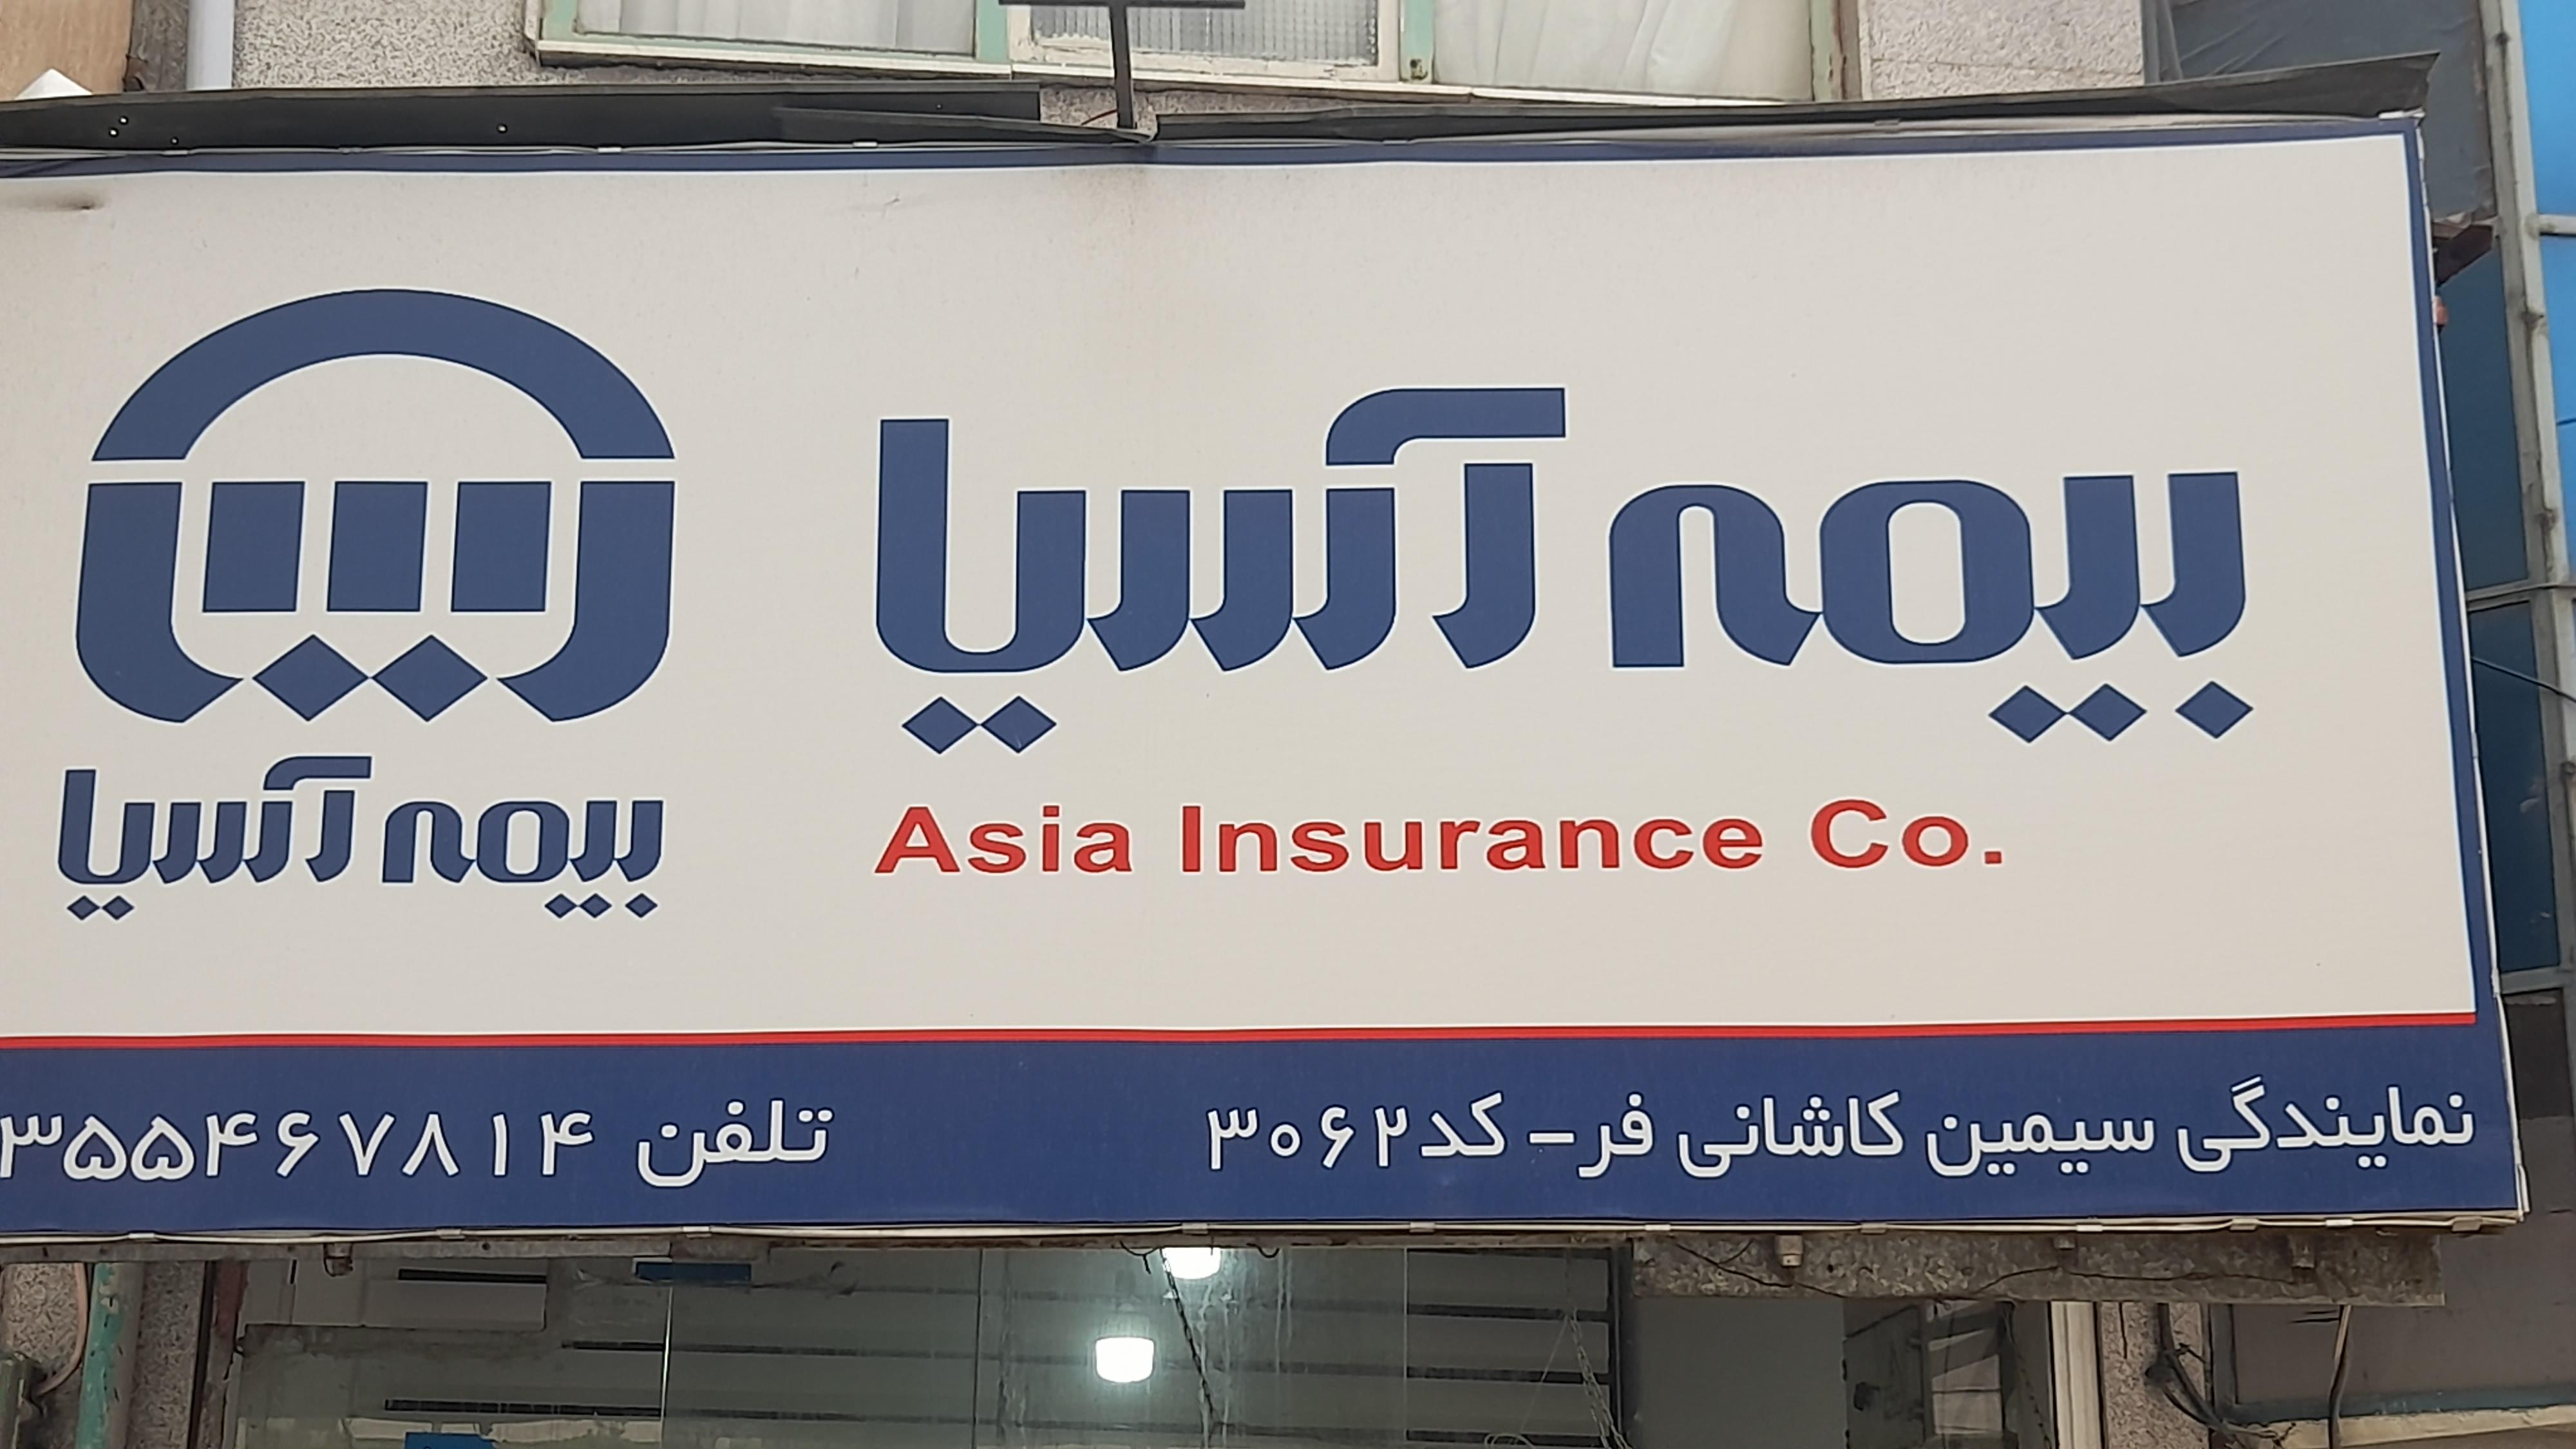 بیمه آسیا
Asia Insurance Co.
بیمه آسیا
نمایندگی سیمین کاشانی فر - کد ۳۰۶۲
تلفن ۳۵۵۴۶۷۸۱۴